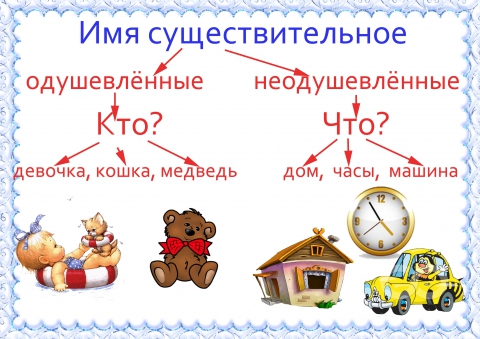 Имя существительное
одушевлённые неодушевлённые
Кто? Что?
девочка, кошка, медведь дом, часы, машина